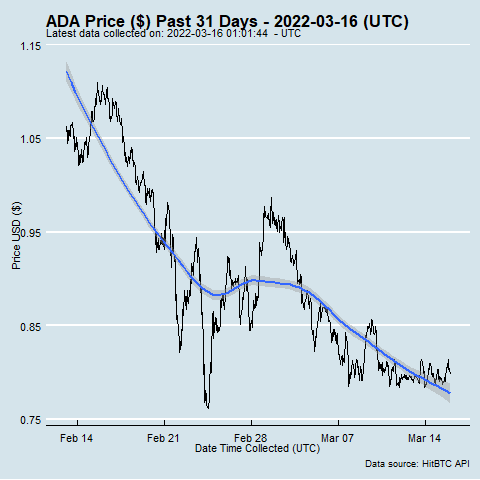 ADA Price ($) Past 31 Days - 2022-03-16 (UTC)
Latest data collected on: 2022-03-16 01:01:44 - UTC
1.15
1.05
0.95
0.85
0.75
Price USD ($)
Feb 14 Feb 21 Feb 28 Mar 07 Mar 14
Date Time Collected (UTC)
Data source: HitBTC API